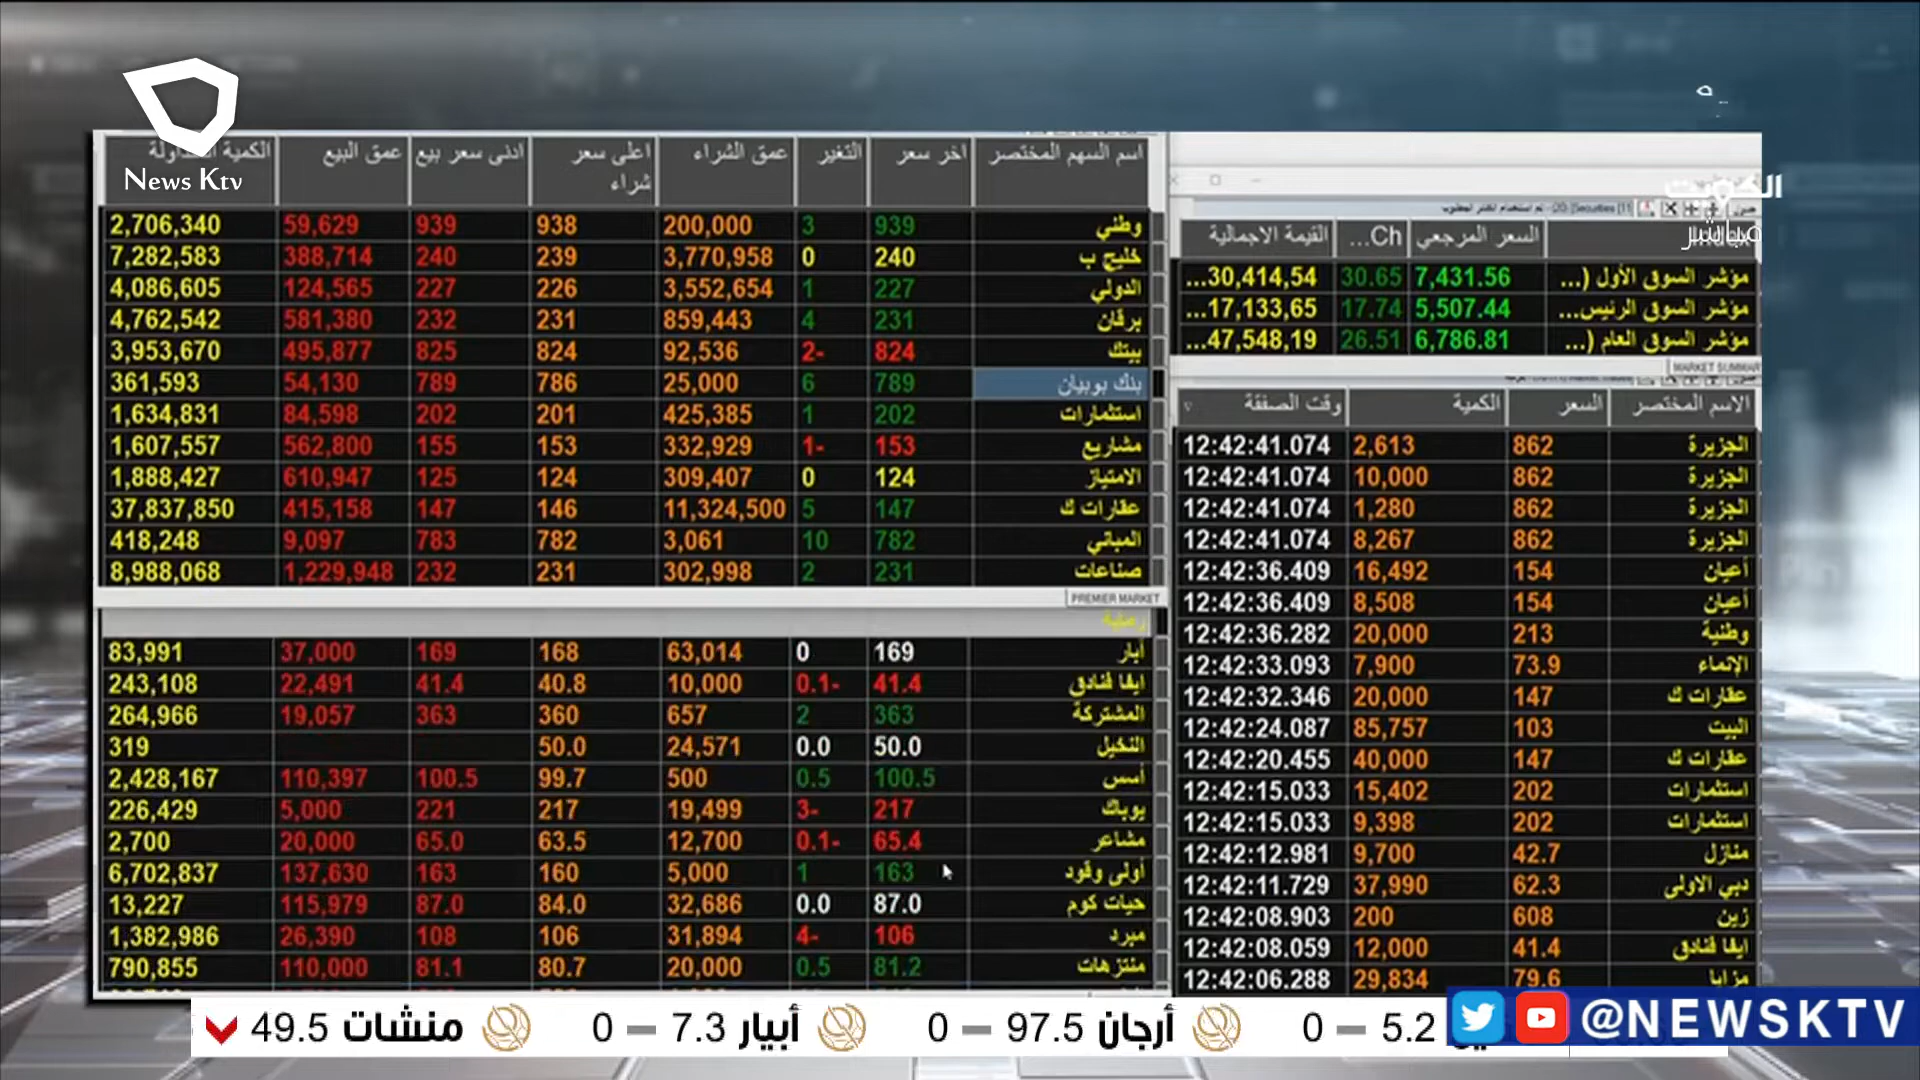 News Ktv
الكويت
مباشر
اسم السهم المختصر اخر سعر التغير عمق الشراء اعلى سعر شراء ادنى سعر بيع عمق البيع الكمية
وطني 939 3 200,000 938 939 59,629 2,706,340
خليج ب 240 0 3,770,958 239 240 388,714 7,282,583
الدولي 227 1 3,552,654 226 227 124,565 4,086,605
برقان 231 4 859,443 231 232 581,380 4,762,542
بيتك 824 2- 92,536 824 825 495,877 3,953,670
بنك بوبيان 789 6 25,000 786 789 54,130 361,593
استثمارات 202 1 425,385 201 202 84,598 1,634,831
مشاريع 153 1- 332,929 153 155 562,800 1,607,557
الامتياز 124 0 309,407 124 125 610,947 1,888,427
عقارات ك 147 5 11,324,500 146 147 415,158 37,837,850
المباني 782 10 3,061 782 783 9,097 418,248
صناعات 231 2 302,998 231 232 1,229,948 8,988,068
PREMIER MARKET
أبار 169 0 63,014 168 169 37,000 83,991
ايفا فنادق 41.4 0.1- 10,000 40.8 41.4 22,491 243,108
المشتركة 363 2 657 360 363 19,057 264,966
النخيل 50.0 0.0 24,571 50.0 319
أسس 100.5 0.5 500 99.7 100.5 110,397 2,428,167
بوباك 217 3- 19,499 217 221 5,000 226,429
مشاعر 65.4 0.1- 12,700 63.5 65.0 20,000 2,700
أولى وقود 163 1 5,000 160 163 137,630 6,702,837
حيات كوم 87.0 0.0 32,686 84.0 87.0 115,979 13,227
مبرد 106 4- 31,894 106 108 26,390 1,382,986
منتزهات 81.2 0.5 20,000 80.7 81.1 110,000 790,855
السعر المرجعي Ch... القيمة الاجمالية
مؤشر السوق الأول (... 7,431.56 30.65 30,414,54...
مؤشر السوق الرئيس... 5,507.44 17.74 17,133,65...
مؤشر السوق العام (... 6,786.81 26.51 47,548,19...
MARKET SUMMAR
الاسم المختصر السعر الكمية وقت الصفقة
الجزيرة 862 2,613 12:42:41.074
الجزيرة 862 10,000 12:42:41.074
الجزيرة 862 1,280 12:42:41.074
الجزيرة 862 8,267 12:42:41.074
أعيان 154 16,492 12:42:36.409
أعيان 154 8,508 12:42:36.409
وطنية 213 20,000 12:42:36.282
الإنماء 73.9 7,900 12:42:33.093
عقارات ك 147 20,000 12:42:32.346
البيت 103 85,757 12:42:24.087
عقارات ك 147 40,000 12:42:20.455
استثمارات 202 15,402 12:42:15.033
استثمارات 202 9,398 12:42:15.033
منازل 42.7 9,700 12:42:12.981
دبي الاولى 62.3 37,990 12:42:11.729
زين 608 200 12:42:08.903
ايفا فنادق 41.4 12,000 12:42:08.059
مزايا 79.6 29,834 12:42:06.288
5.2 – 0 أرجان 97.5 – 0 أبيار 7.3 – 0 منشات 49.5
@NEWSKTV